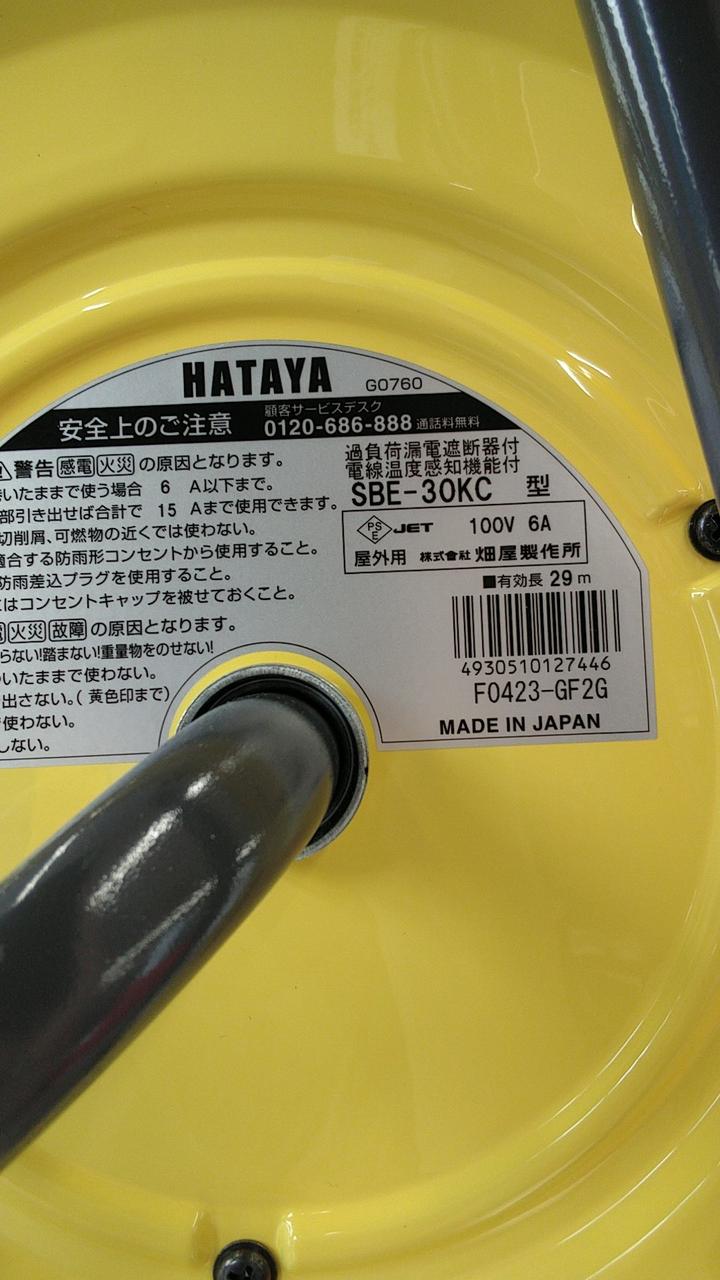 HATAYA G0760
安全上のご注意
顧客サービスデスク
0120-686-888 通話料無料
警告 感電 火災 の原因となります。
いたままで使う場合 6 A以下まで。
部引き出せば合計で 15 Aまで使用できます。
切削屑、可燃物の近くでは使わない。
適合する防雨形コンセントから使用すること。
防雨差込プラグを使用すること。
はコンセントキャップを被せておくこと。
火災 故障 の原因となります。
らない!踏まない!重量物をのせない!
いたままで使わない。
出さない。(黄色印まで)
使わない。
しない。
過負荷漏電遮断器付
電線温度感知機能付
SBE-30KC 型
PSE JET 100V 6A
屋外用 株式会社 畑屋製作所
■有効長 29m
4930510127446
F0423-GF2G
MADE IN JAPAN